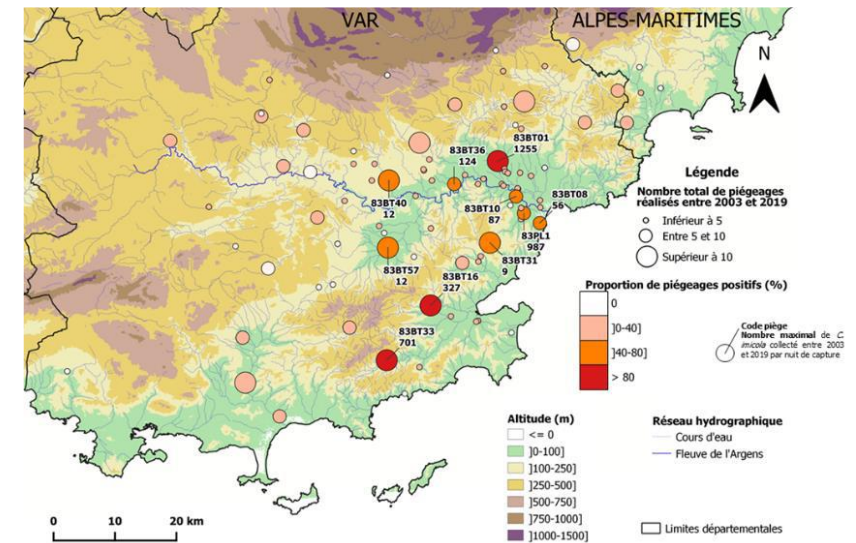 VAR
ALPES-MARITIMES
N
83BT01
1255
83BT36
124
83BT08
56
83BT40
12
83BT10
87
83PL1
987
83BT31
9
83BT57
12
83BT16
327
83BT33
701
Légende
Nombre total de piégeages
réalisés entre 2003 et 2019
Inférieur à 5
Entre 5 et 10
Supérieur à 10
Proportion de piégeages positifs (%)
0
]0-40]
]40-80]
> 80
Code piège
Nombre maximal de C.
imicola collecté entre 2003
et 2019 par nuit de capture
Altitude (m)
<= 0
]0-100]
]100-250]
]250-500]
]500-750]
]750-1000]
]1000-1500]
Réseau hydrographique
Cours d'eau
Fleuve de l'Argens
Limites départementales
0 10 20 km